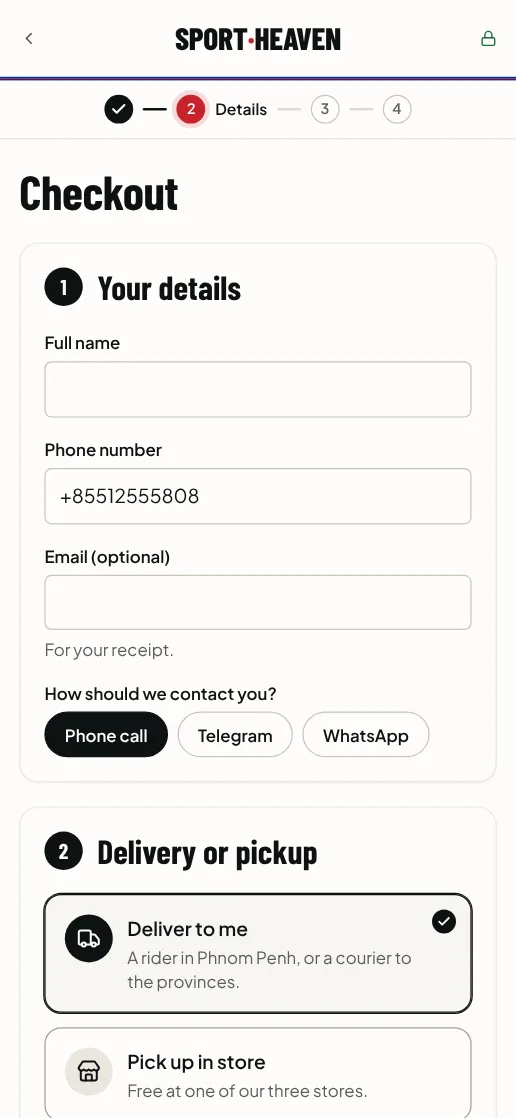 SPORT·HEAVEN
2 Details 3 4
Checkout
1 Your details
Full name
Phone number
+85512555808
Email (optional)
For your receipt.
How should we contact you?
Phone call Telegram WhatsApp
2 Delivery or pickup
Deliver to me
A rider in Phnom Penh, or a courier to
the provinces.
Pick up in store
Free at one of our three stores.